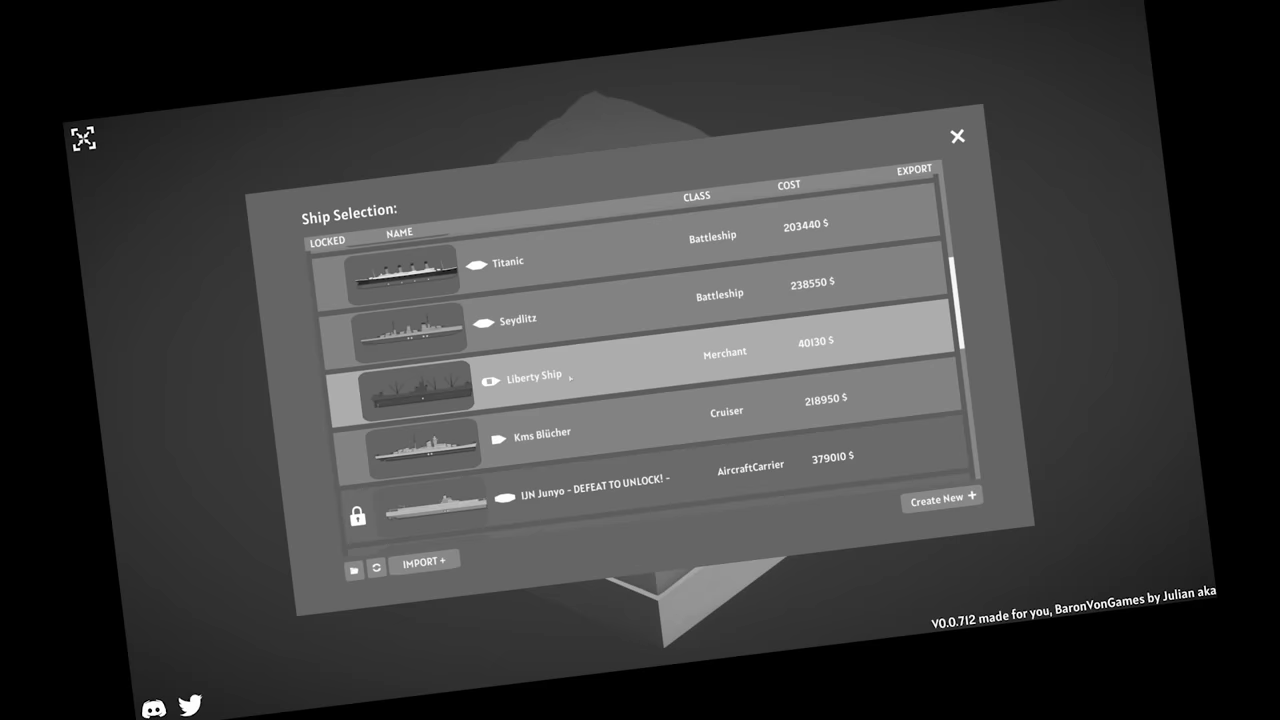 Ship Selection:
LOCKED NAME CLASS COST EXPORT
Titanic Battleship 203440 $
Seydlitz Battleship 238550 $
Liberty Ship Merchant 40130 $
Kms Blücher Cruiser 218950 $
IJN Junyo - DEFEAT TO UNLOCK! - AircraftCarrier 379010 $
IMPORT + Create New +
V0.0.712 made for you, BaronVonGames by Julian aka